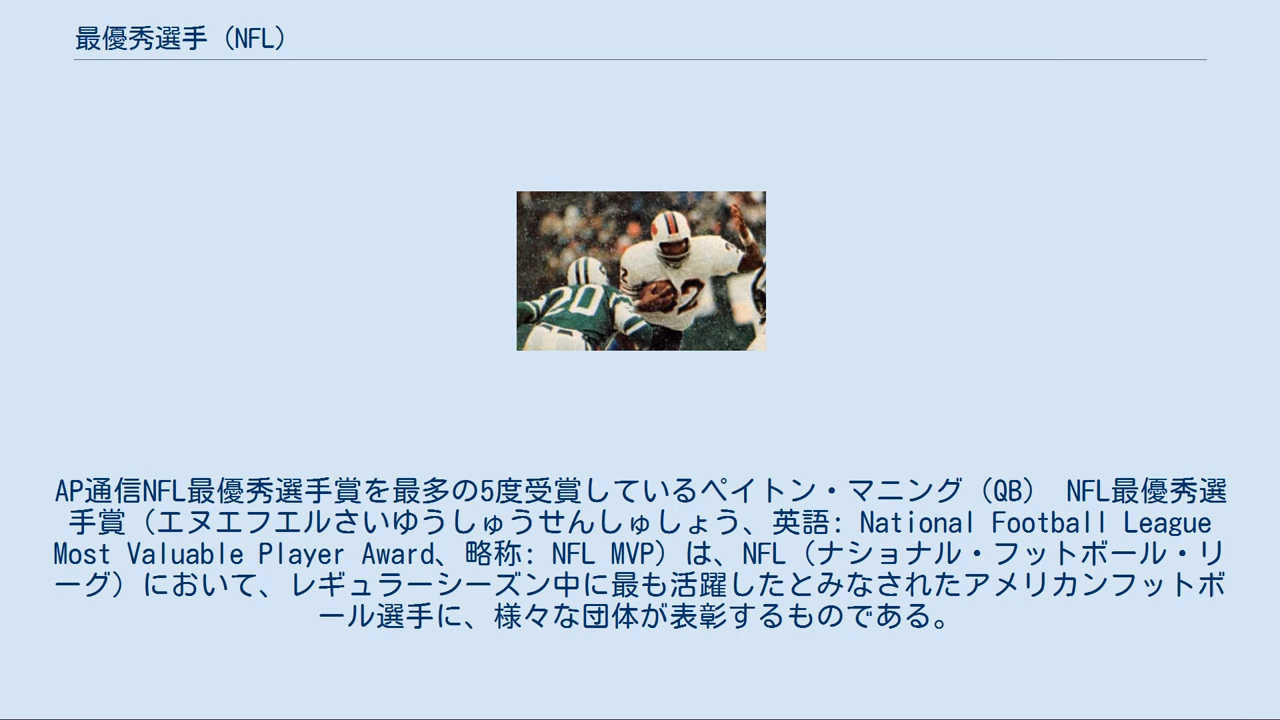 最優秀選手（NFL）
20
32
AP通信NFL最優秀選手賞を最多の5度受賞しているペイトン・マニング（QB） NFL最優秀選
手賞（エヌエフエルさいゆうしゅうせんしゅしょう、英語: National Football League
Most Valuable Player Award、略称: NFL MVP）は、NFL（ナショナル・フットボール・リ
ーグ）において、レギュラーシーズン中に最も活躍したとみなされたアメリカンフットボ
ール選手に、様々な団体が表彰するものである。